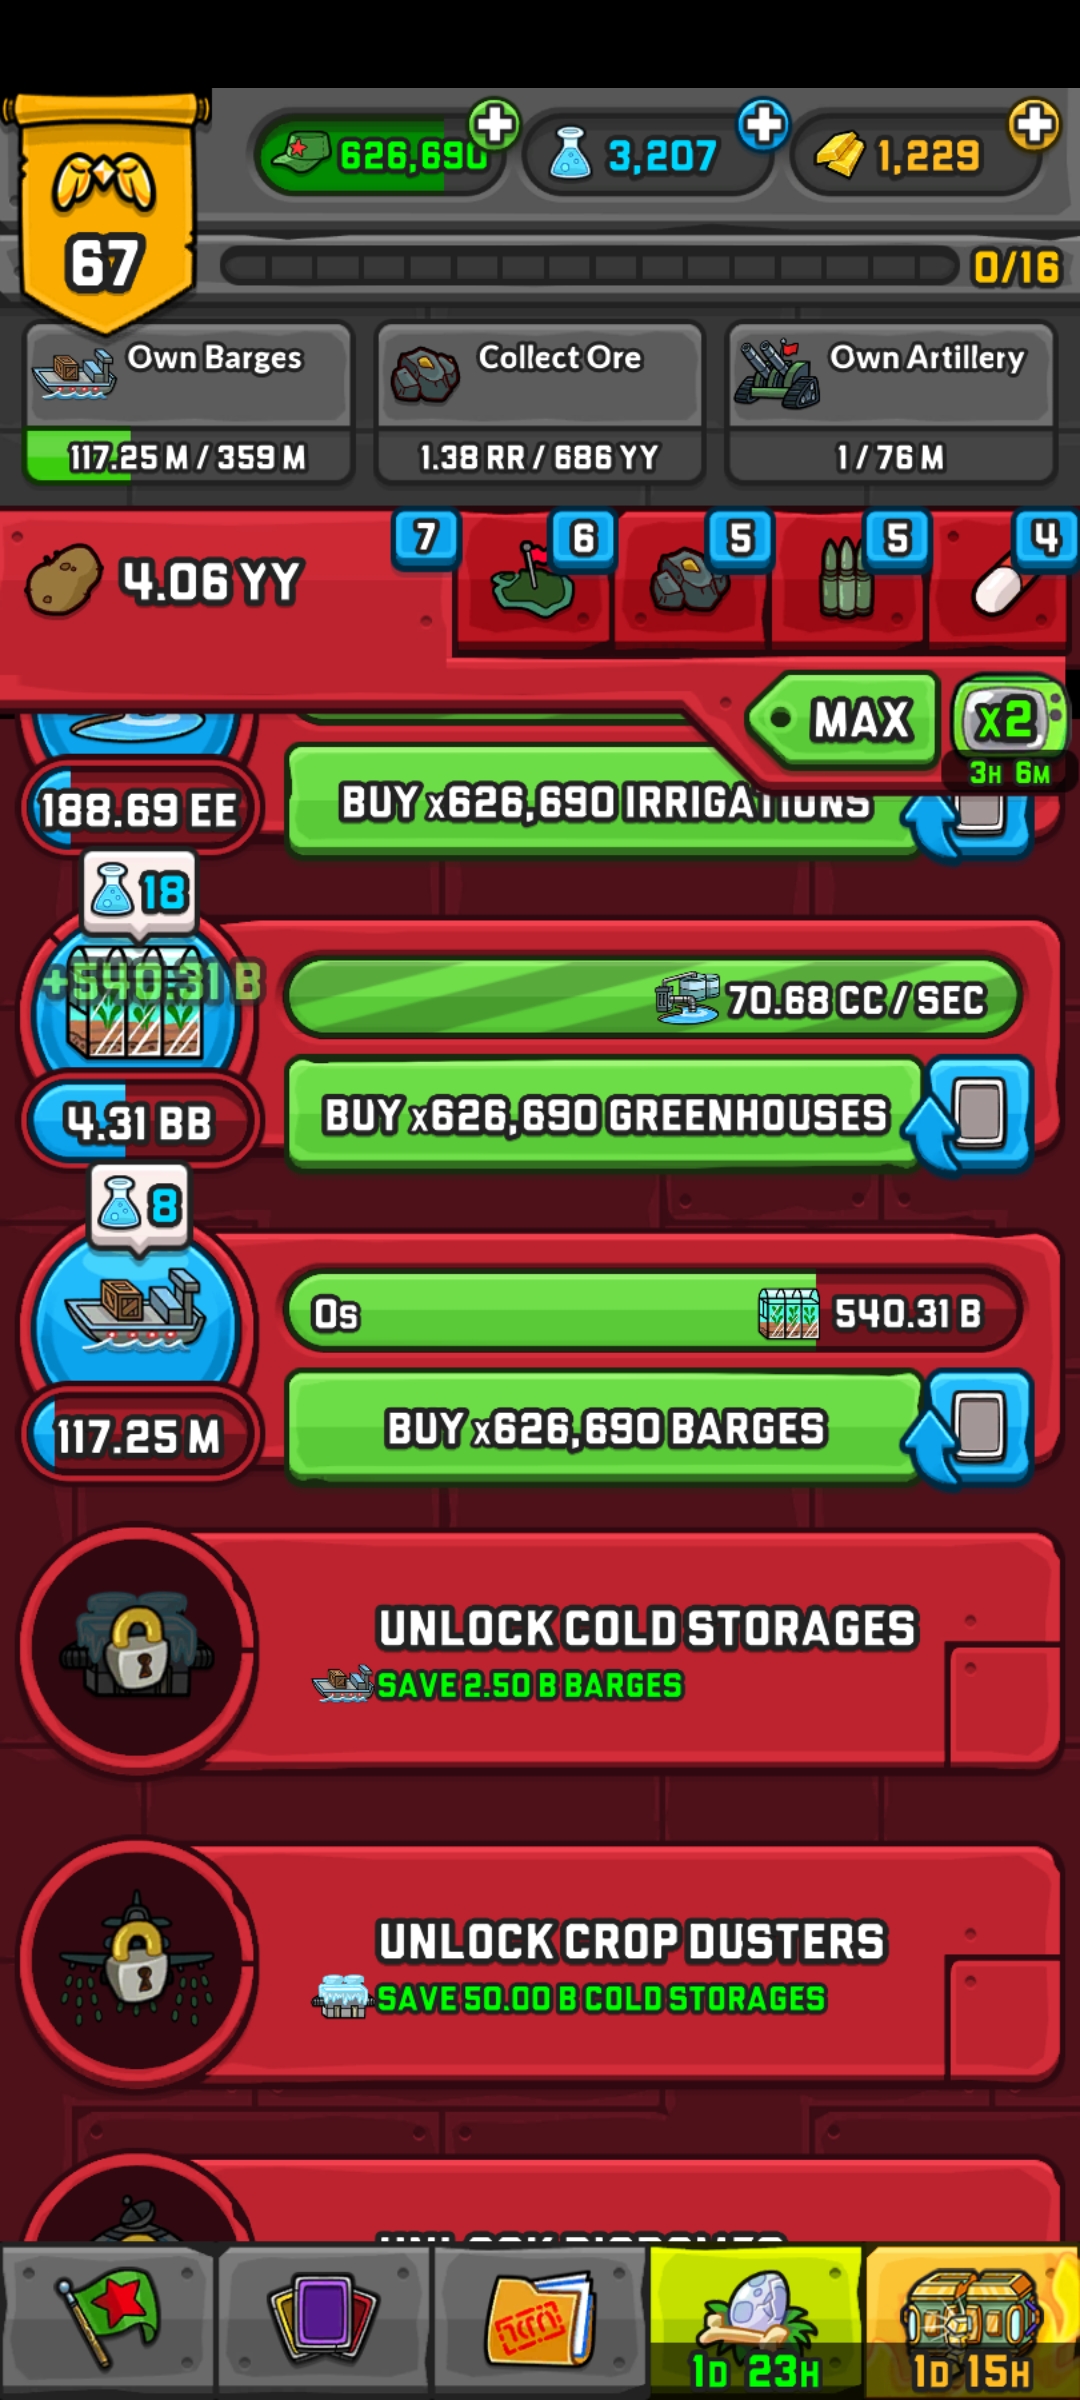 626,690
3,207
1,229
67
0/16
Own Barges
Collect Ore
Own Artillery
117.25 M / 359 M
1.38 RR / 686 YY
1 / 76 M
4.06 YY
7
6
5
5
4
MAX
x2
3H 6M
188.69 EE
BUY x626,690 IRRIGATIONS
18
+540.31 B
70.68 CC / SEC
4.31 BB
BUY x626,690 GREENHOUSES
8
0s
540.31 B
117.25 M
BUY x626,690 BARGES
UNLOCK COLD STORAGES
SAVE 2.50 B BARGES
UNLOCK CROP DUSTERS
SAVE 50.00 B COLD STORAGES
1D 23H
1D 15H